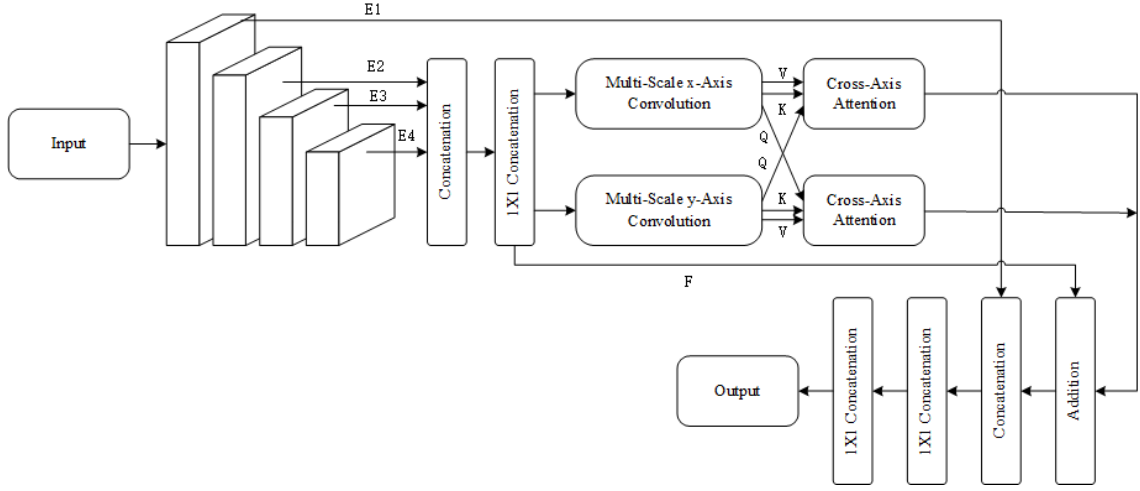 E1
E2
E3
E4
Input
Concatenation
1X1 Concatenation
Multi-Scale x-Axis
Convolution
V
K
Q
Q
K
V
Cross-Axis
Attention
Multi-Scale y-Axis
Convolution
Cross-Axis
Attention
F
Output
1X1 Concatenation
1X1 Concatenation
Concatenation
Addition